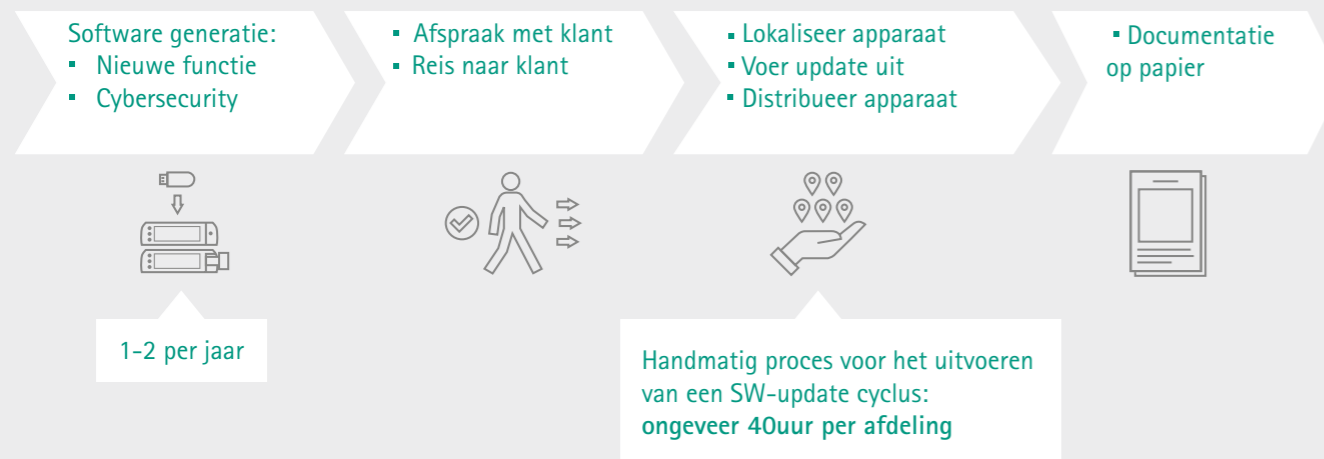 Software generatie:
▪ Nieuwe functie
▪ Cybersecurity
▪ Afspraak met klant
▪ Reis naar klant
▪ Lokaliseer apparaat
▪ Voer update uit
▪ Distribueer apparaat
▪ Documentatie
op papier
1-2 per jaar
Handmatig proces voor het uitvoeren
van een SW-update cyclus:
ongeveer 40uur per afdeling